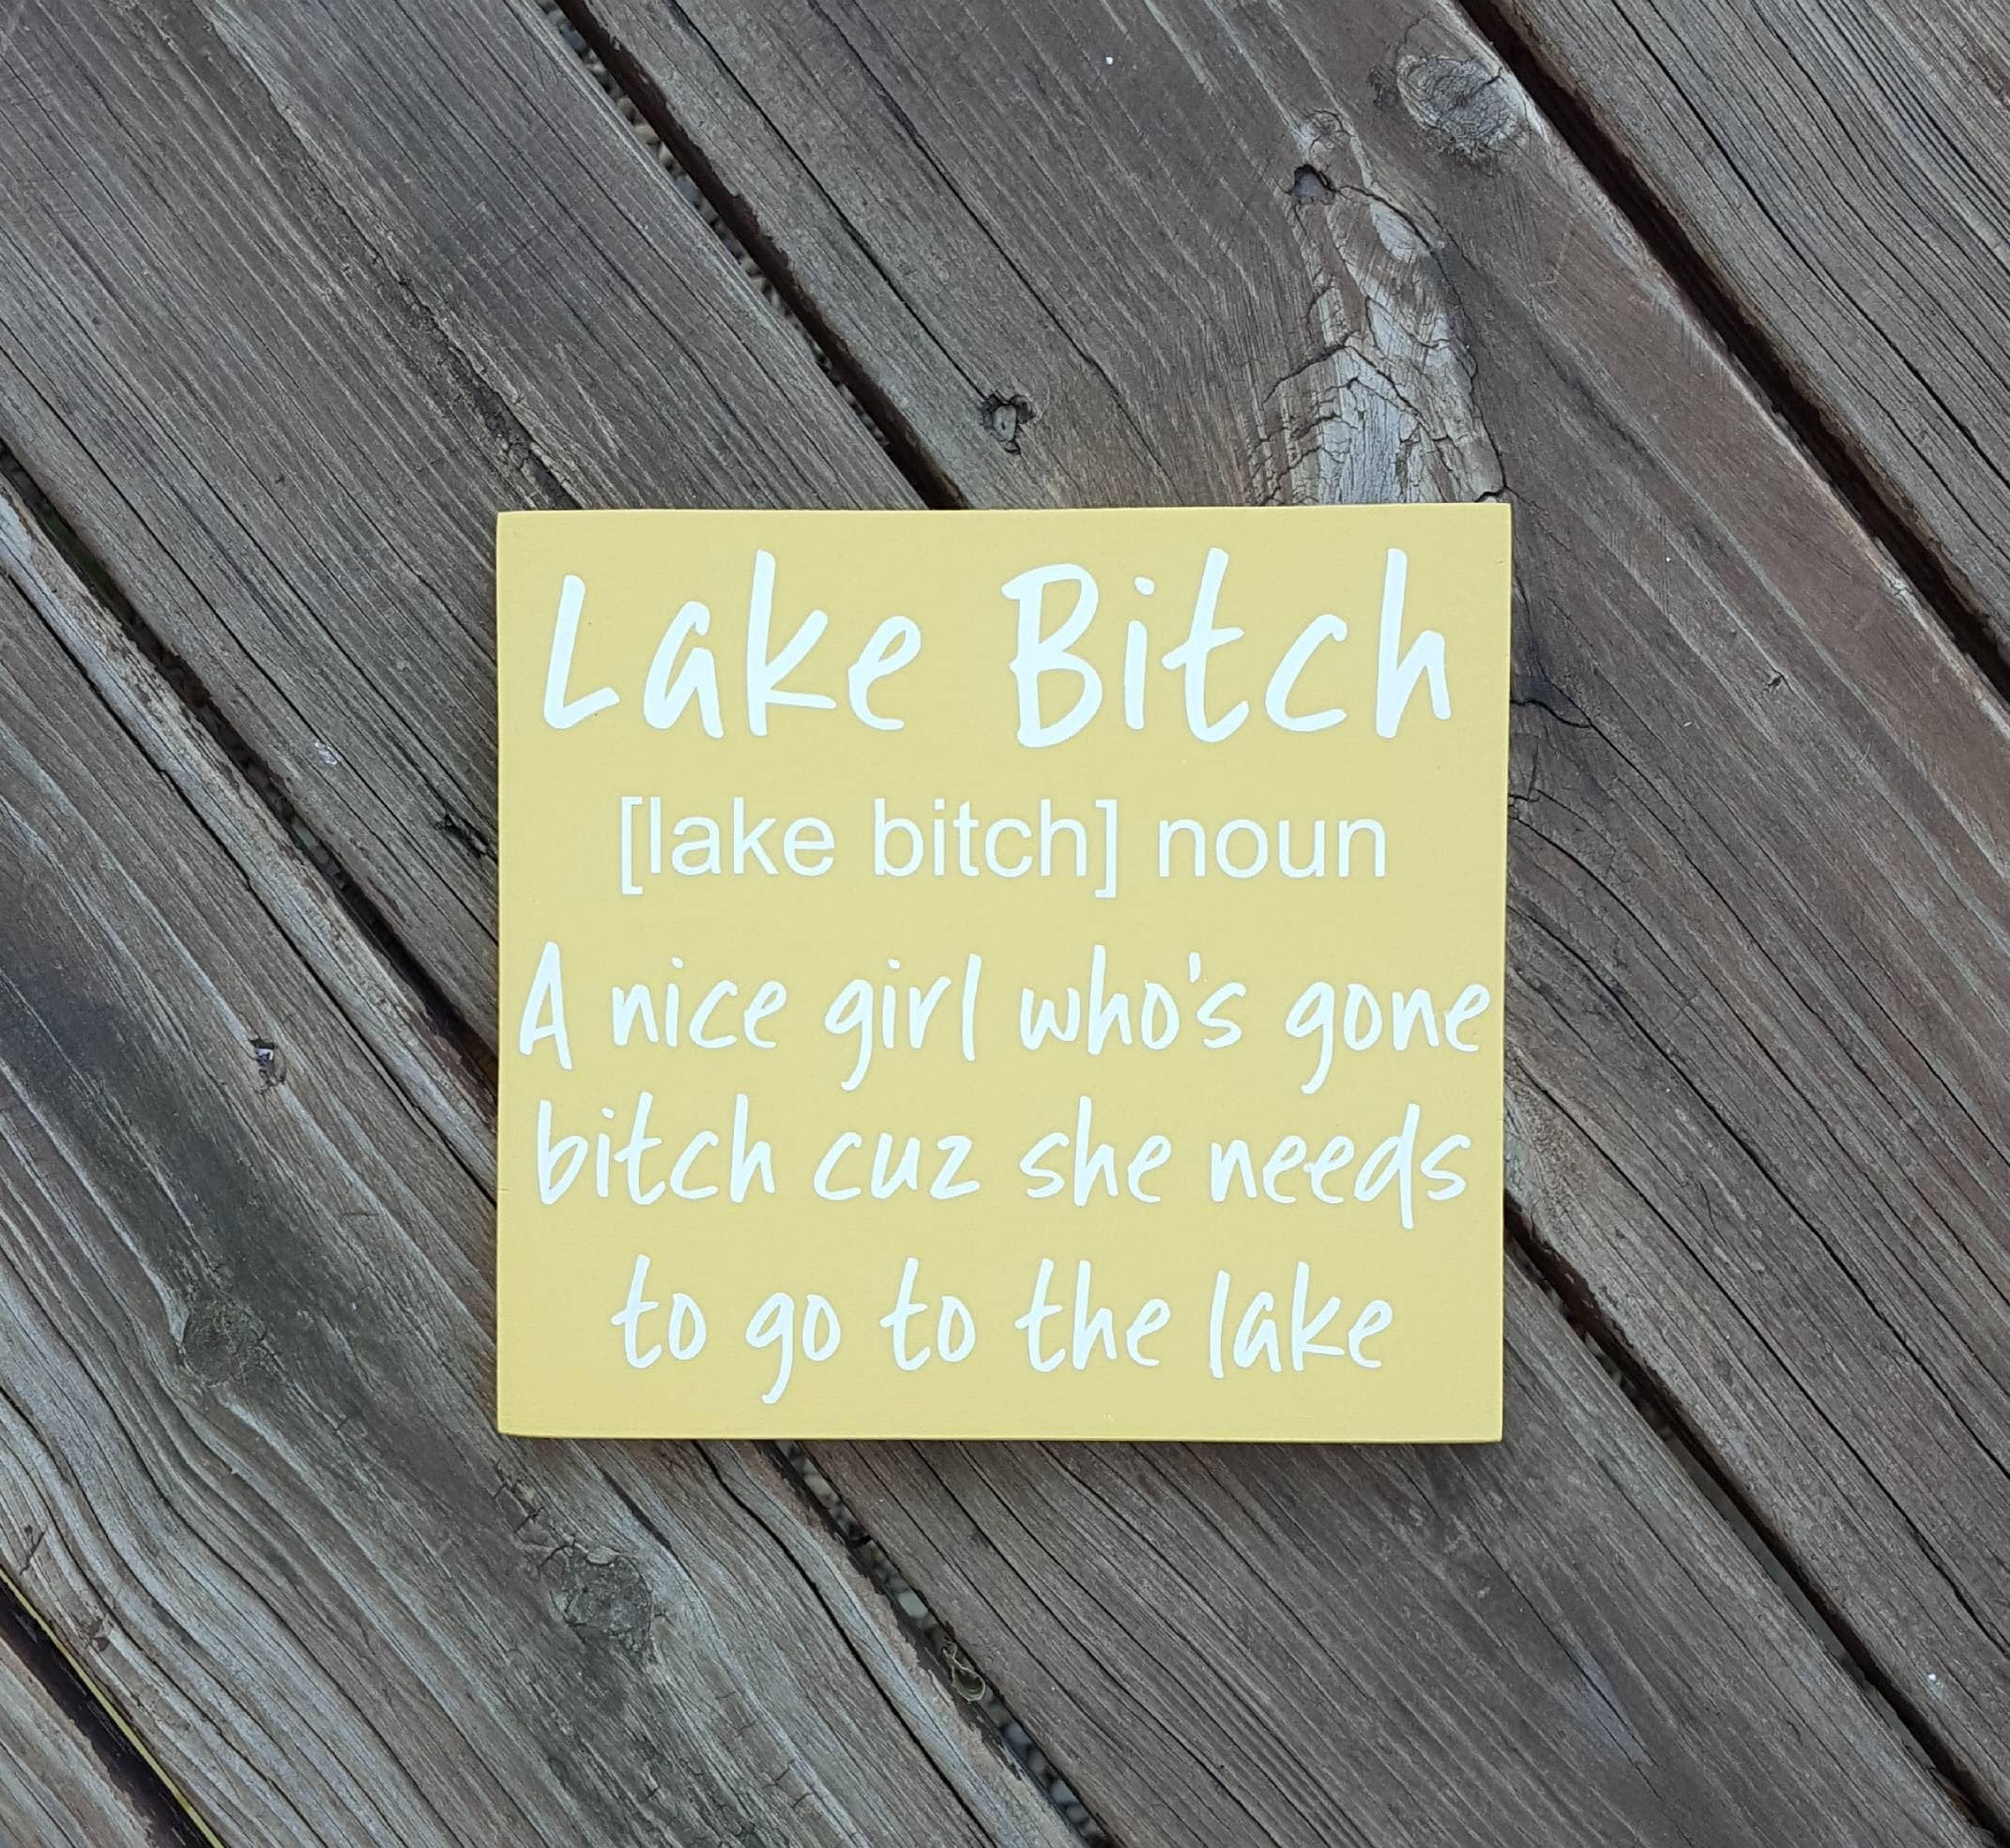 Lake Bitch
[lake bitch] noun
A nice girl who's gone
bitch cuz she needs
to go to the lake